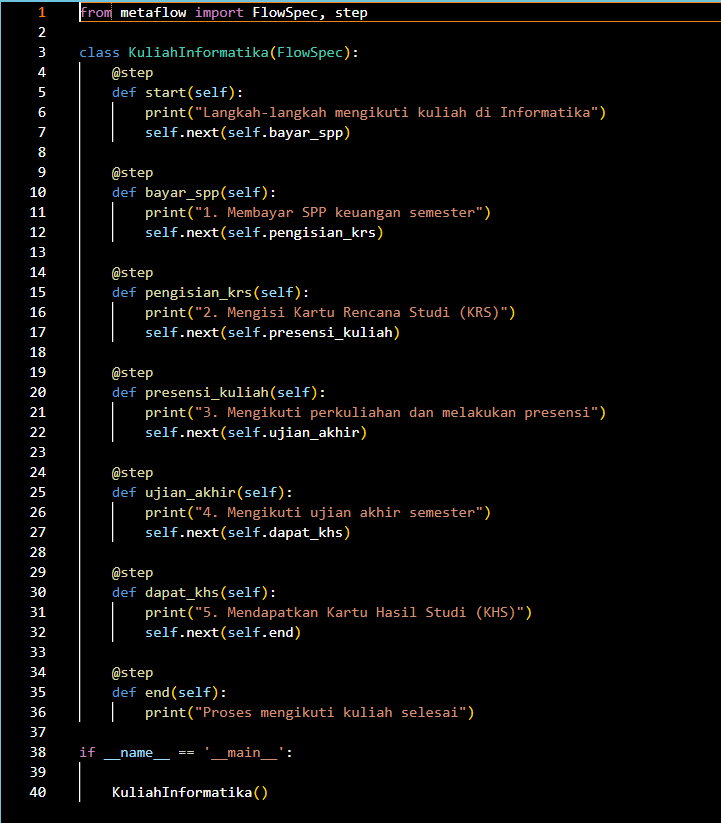 1 from metaflow import FlowSpec, step
2
3 class KuliahInformatika(FlowSpec):
4     @step
5     def start(self):
6         print("Langkah-langkah mengikuti kuliah di Informatika")
7         self.next(self.bayar_spp)
8
9     @step
10     def bayar_spp(self):
11         print("1. Membayar SPP keuangan semester")
12         self.next(self.pengisian_krs)
13
14     @step
15     def pengisian_krs(self):
16         print("2. Mengisi Kartu Rencana Studi (KRS)")
17         self.next(self.presensi_kuliah)
18
19     @step
20     def presensi_kuliah(self):
21         print("3. Mengikuti perkuliahan dan melakukan presensi")
22         self.next(self.ujian_akhir)
23
24     @step
25     def ujian_akhir(self):
26         print("4. Mengikuti ujian akhir semester")
27         self.next(self.dapat_khs)
28
29     @step
30     def dapat_khs(self):
31         print("5. Mendapatkan Kartu Hasil Studi (KHS)")
32         self.next(self.end)
33
34     @step
35     def end(self):
36         print("Proses mengikuti kuliah selesai")
37
38 if __name__ == '__main__':
39
40     KuliahInformatika()